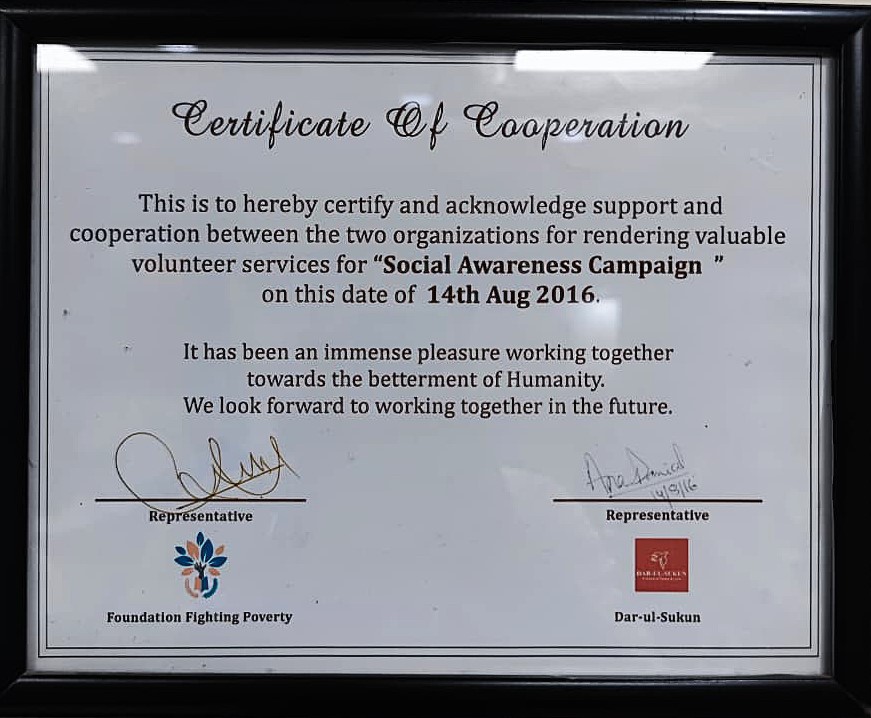 Certificate Of Cooperation
This is to hereby certify and acknowledge support and
cooperation between the two organizations for rendering valuable
volunteer services for “Social Awareness Campaign ”
on this date of 14th Aug 2016.
It has been an immense pleasure working together
towards the betterment of Humanity.
We look forward to working together in the future.
Ana Daniel
14/8/16
Representative
Representative
DAR-UL-SUKUN
Foundation Fighting Poverty
Dar-ul-Sukun